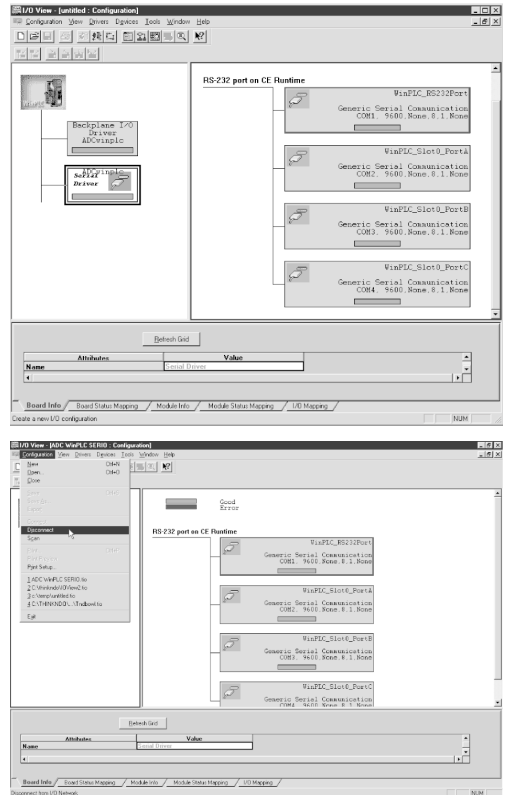 I/O View - [untitled : Configuration]
Configuration View Drivers Devices Tools Window Help
WinPLC
Backplane I/O
Driver
ADCwinplc
ADCwinplc
Serial
Driver
RS-232 port on CE Runtime
WinPLC_RS232Port
Generic Serial Communication
COM1. 9600.None.8.1.None
WinPLC_Slot0_PortA
Generic Serial Communication
COM2. 9600.None.8.1.None
WinPLC_Slot0_PortB
Generic Serial Communication
COM3. 9600.None.8.1.None
WinPLC_Slot0_PortC
Generic Serial Communication
COM4. 9600.None.8.1.None
Refresh Grid
Attributes Value
Name Serial Driver
Board Info Board Status Mapping Module Info Module Status Mapping I/O Mapping
Create a new I/O configuration NUM
I/O View - [ADC WinPLC SERIO: Configuration]
Configuration View Drivers Devices Tools Window Help
New Ctrl+N
Open... Ctrl+O
Close
Disconnect
Scan
Print Setup...
1 ADC WinPLC SERIO.tio
3 c:\temp\untitled.tio
Exit
Good
Error
RS-232 port on CE Runtime
WinPLC_RS232Port
Generic Serial Communication
COM1. 9600.None.8.1.None
WinPLC_Slot0_PortA
Generic Serial Communication
COM2. 9600.None.8.1.None
WinPLC_Slot0_PortB
Generic Serial Communication
COM3. 9600.None.8.1.None
WinPLC_Slot0_PortC
Generic Serial Communication
COM4. 9600.None.8.1.None
Refresh Grid
Attributes Value
Name Serial Driver
Board Info Board Status Mapping Module Info Module Status Mapping I/O Mapping
Disconnect from I/O Network NUM